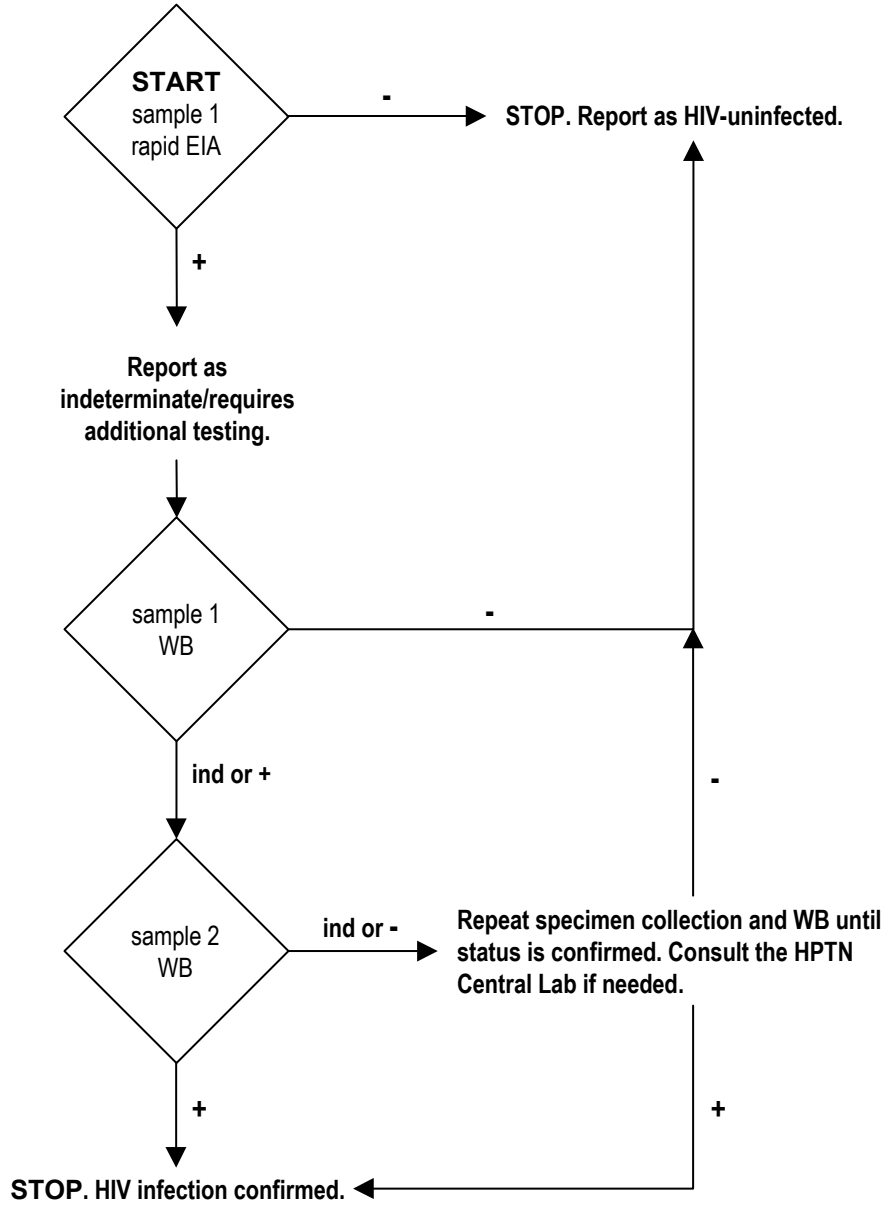 START
sample 1
rapid EIA
-
STOP. Report as HIV-uninfected.
+
Report as
indeterminate/requires
additional testing.
sample 1
WB
-
ind or +
-
sample 2
WB
ind or -
Repeat specimen collection and WB until
status is confirmed. Consult the HPTN
Central Lab if needed.
+
+
STOP. HIV infection confirmed.